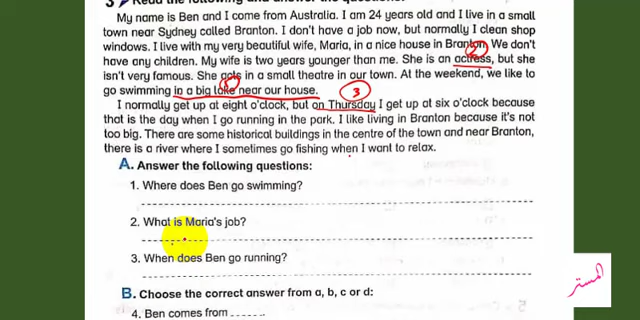 3 Read the following and
My name is Ben and I come from Australia. I am 24 years old and I live in a small
town near Sydney called Branton. I don't have a job now, but normally I clean shop
windows. I live with my very beautiful wife, Maria, in a nice house in Branton. We don't
have any children. My wife is two years younger than me. She is an actress, but she
isn't very famous. She acts in a small theatre in our town. At the weekend, we like to
go swimming in a big lake near our house.
I normally get up at eight o'clock, but on Thursday I get up at six o'clock because
that is the day when I go running in the park. I like living in Branton because it's not
too big. There are some historical buildings in the centre of the town and near Branton,
there is a river where I sometimes go fishing when I want to relax.
A. Answer the following questions:
1. Where does Ben go swimming?
2. What is Maria's job?
3. When does Ben go running?
B. Choose the correct answer from a, b, c or d:
4. Ben comes from
2
3
المستر